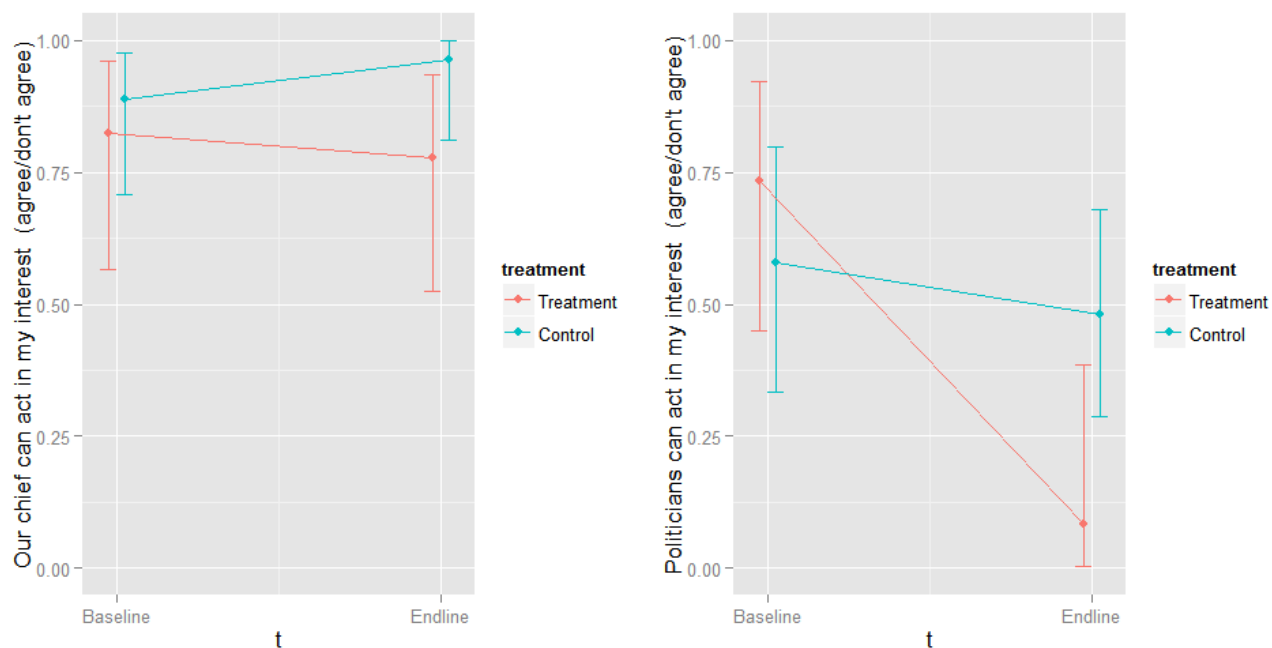 Our chief can act in my interest (agree/don't agree)
1.00
0.75
0.50
0.25
0.00
Baseline
Endline
t
treatment
Treatment
Control
Politicians can act in my interest (agree/don't agree)
1.00
0.75
0.50
0.25
0.00
Baseline
Endline
t
treatment
Treatment
Control